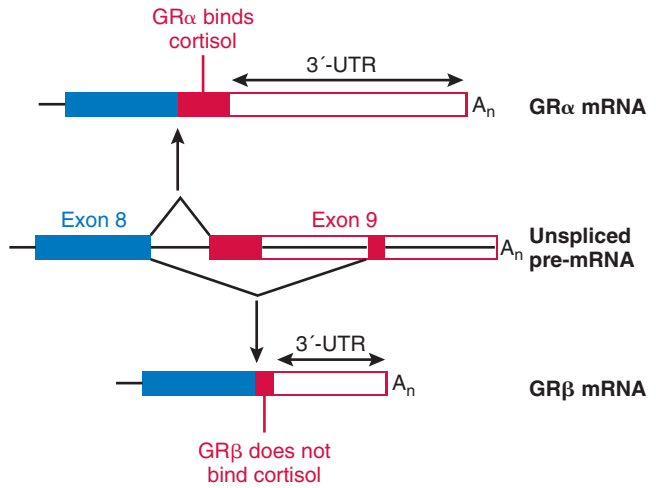 GRα binds
cortisol
3´-UTR
An
GRα mRNA
Exon 8
Exon 9
An
Unspliced
pre-mRNA
3´-UTR
An
GRβ mRNA
GRβ does not
bind cortisol